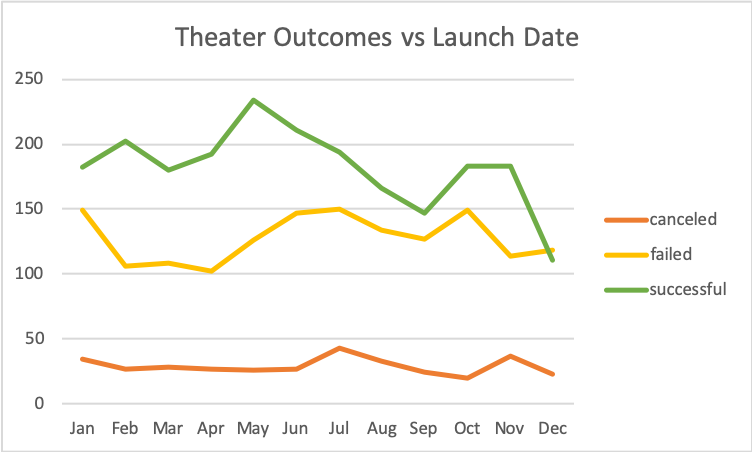 Theater Outcomes vs Launch Date
250
200
150
100
50
0
Jan Feb Mar Apr May Jun Jul Aug Sep Oct Nov Dec
canceled
failed
successful